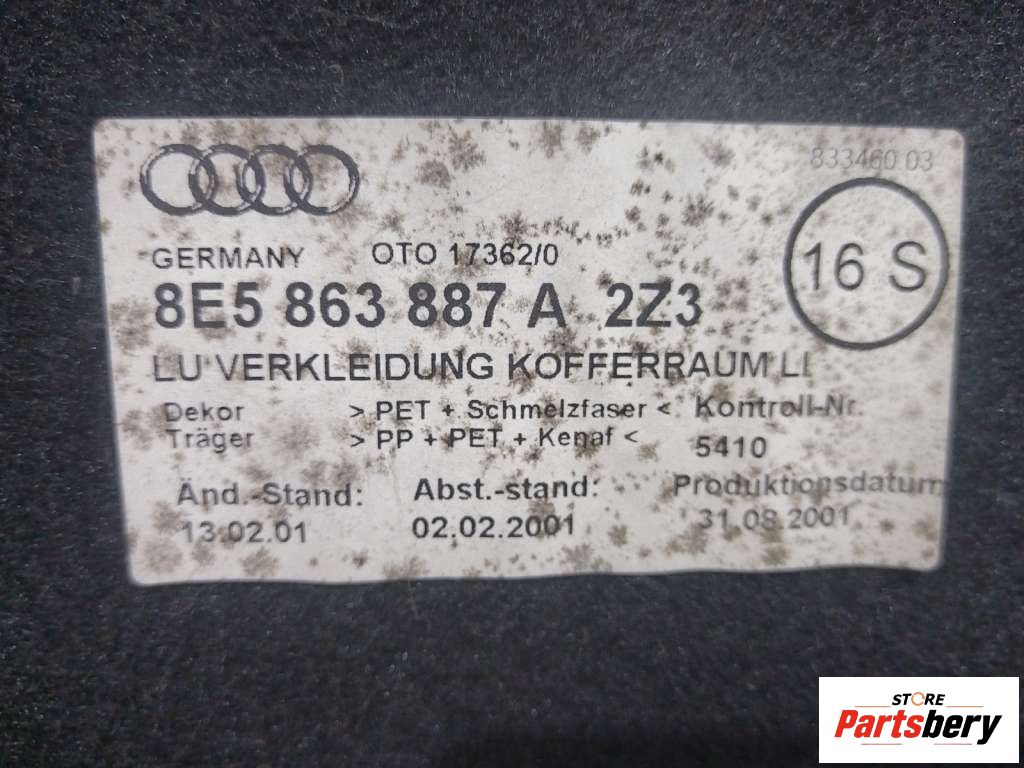 833460 03
GERMANY OTO 17362/0
16 S
8E5 863 887 A 2Z3
LU VERKLEIDUNG KOFFERRAUM LI
Dekor > PET + Schmelzfaser < Kontroll-Nr.
Träger > PP + PET + Kenaf < 5410
Änd.-Stand: Abst.-stand: Produktionsdatum
13.02.01 02.02.2001 31.08.2001
STORE
Partsbery